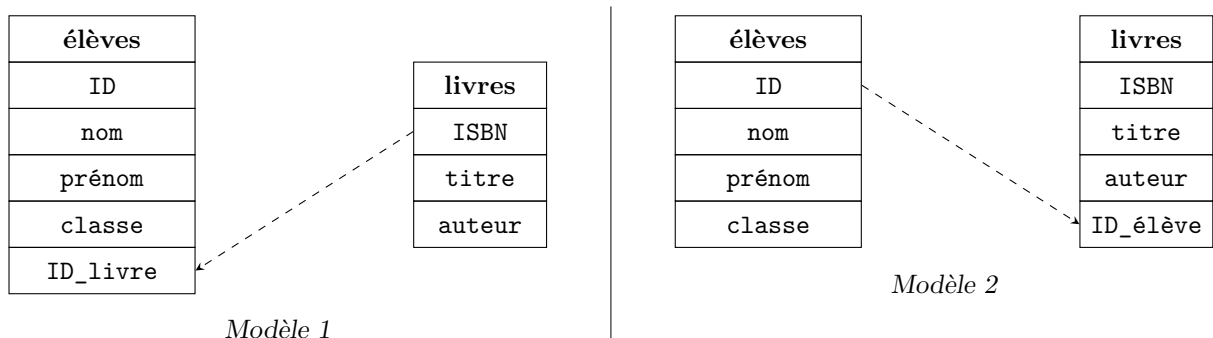 élèves
ID
nom
prénom
classe
ID_livre
livres
ISBN
titre
auteur
Modèle 1
élèves
ID
nom
prénom
classe
livres
ISBN
titre
auteur
ID_élève
Modèle 2